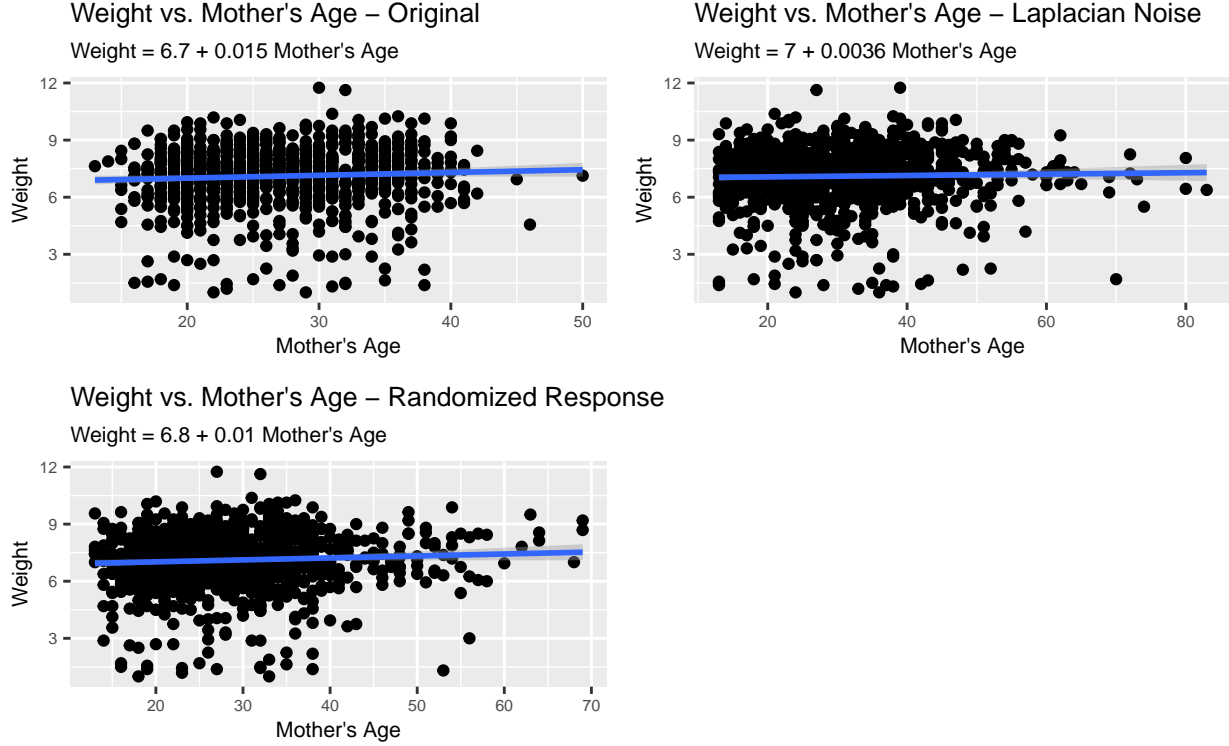 Weight vs. Mother's Age – Original
Weight = 6.7 + 0.015 Mother's Age
12
9
6
3
Weight
20
30
40
50
Mother's Age
Weight vs. Mother's Age – Laplacian Noise
Weight = 7 + 0.0036 Mother's Age
12
9
6
3
Weight
20
40
60
80
Mother's Age
Weight vs. Mother's Age – Randomized Response
Weight = 6.8 + 0.01 Mother's Age
12
9
6
3
Weight
20
30
40
50
60
70
Mother's Age